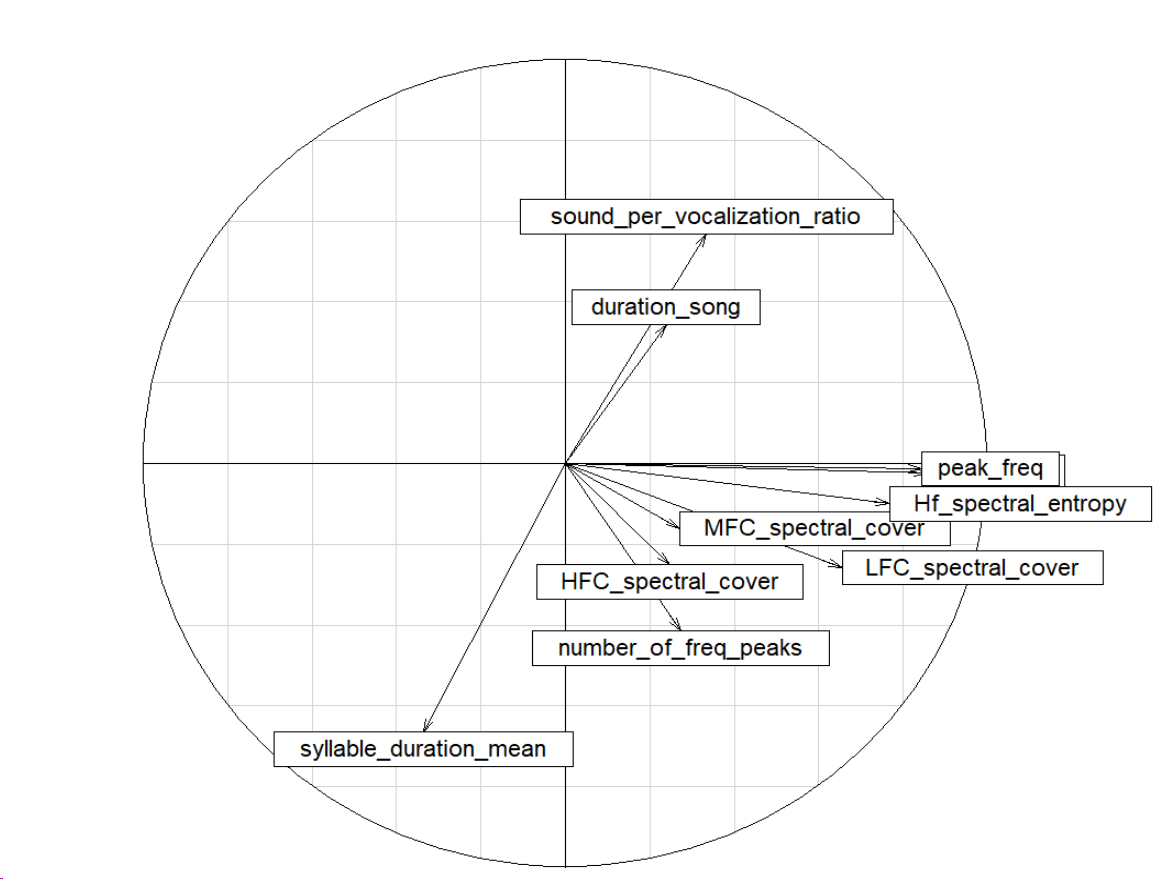 sound_per_vocalization_ratio
duration_song
peak_freq
Hf_spectral_entropy
MFC_spectral_cover
LFC_spectral_cover
HFC_spectral_cover
number_of_freq_peaks
syllable_duration_mean